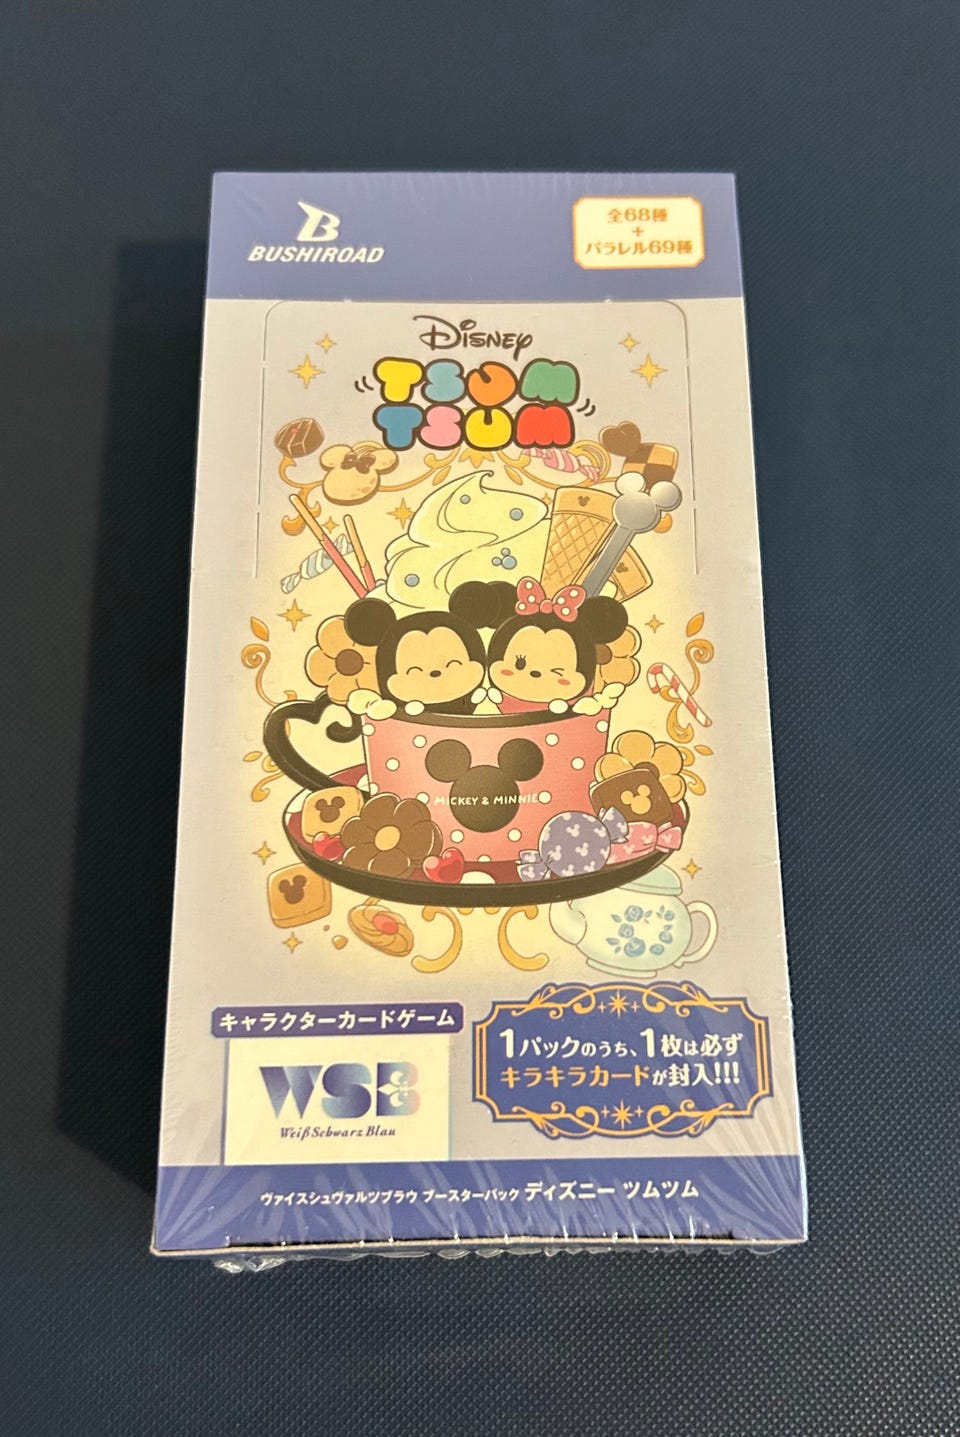 BUSHIROAD
全68種
+
パラレル69種
Disney
TSUM
TSUM
MICKEY & MINNIE
キャラクターカードゲーム
WSB
Weiß Schwarz Blau
1パックのうち、1枚は必ず
キラキラカードが封入!!!
ヴァイスシュヴァルツブラウ ブースターパック ディズニー ツムツム